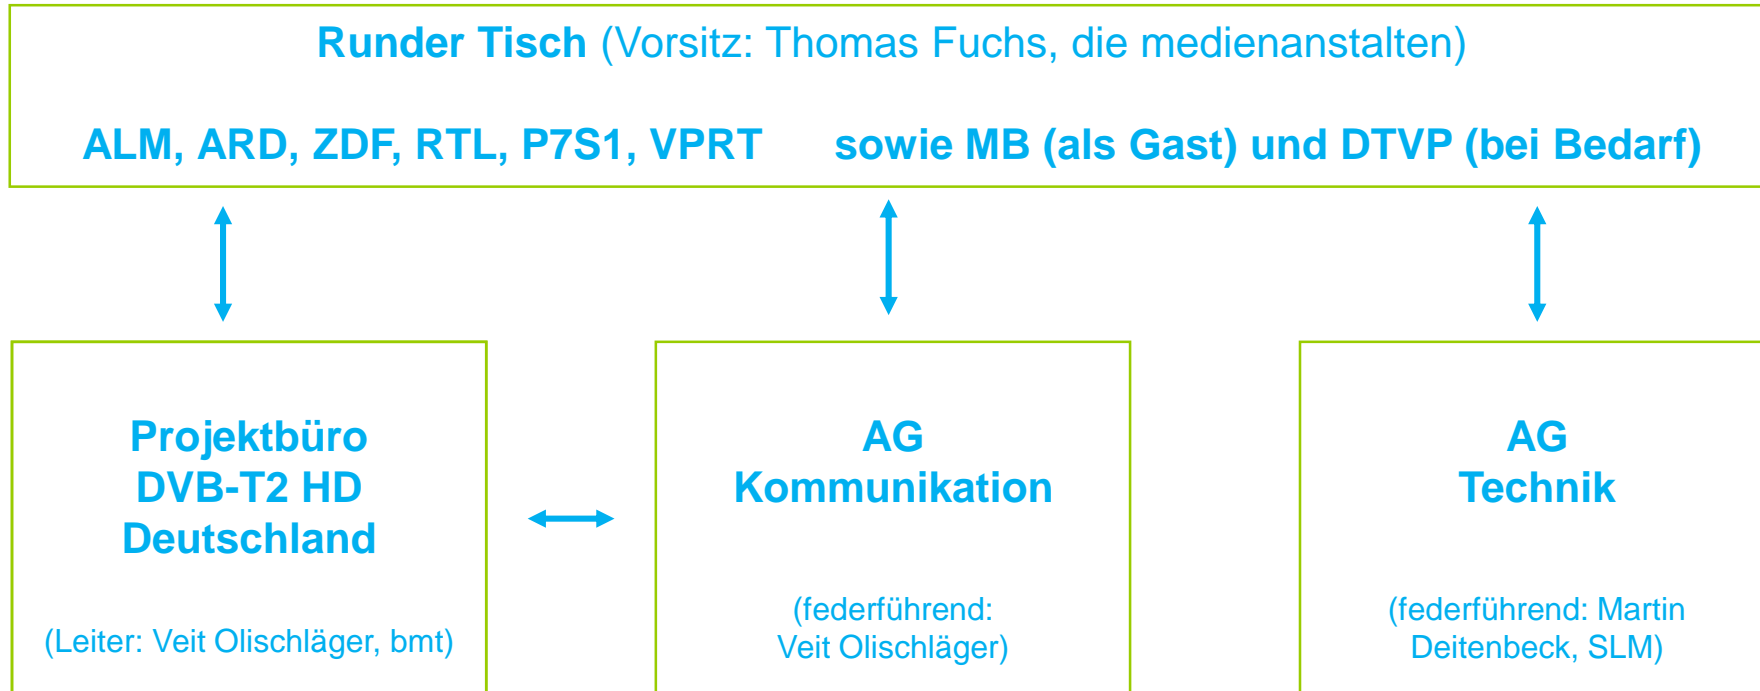 Runder Tisch (Vorsitz: Thomas Fuchs, die medienanstalten)
ALM, ARD, ZDF, RTL, P7S1, VPRT sowie MB (als Gast) und DTVP (bei Bedarf)
Projektbüro
DVB-T2 HD
Deutschland
(Leiter: Veit Olischläger, bmt)
AG
Kommunikation
(federführend:
Veit Olischläger)
AG
Technik
(federführend: Martin
Deitenbeck, SLM)